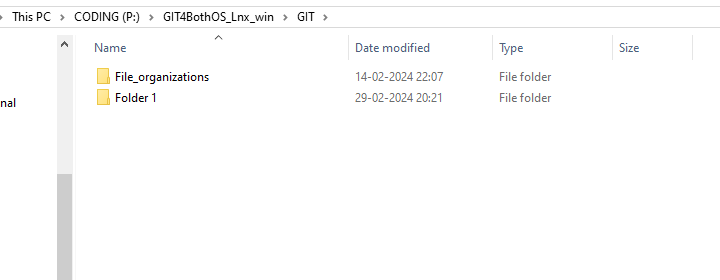 This PC > CODING (P:) > GIT4BothOS_Lnx_win > GIT >
Name Date modified Type Size
File_organizations 14-02-2024 22:07 File folder
nal Folder 1 29-02-2024 20:21 File folder